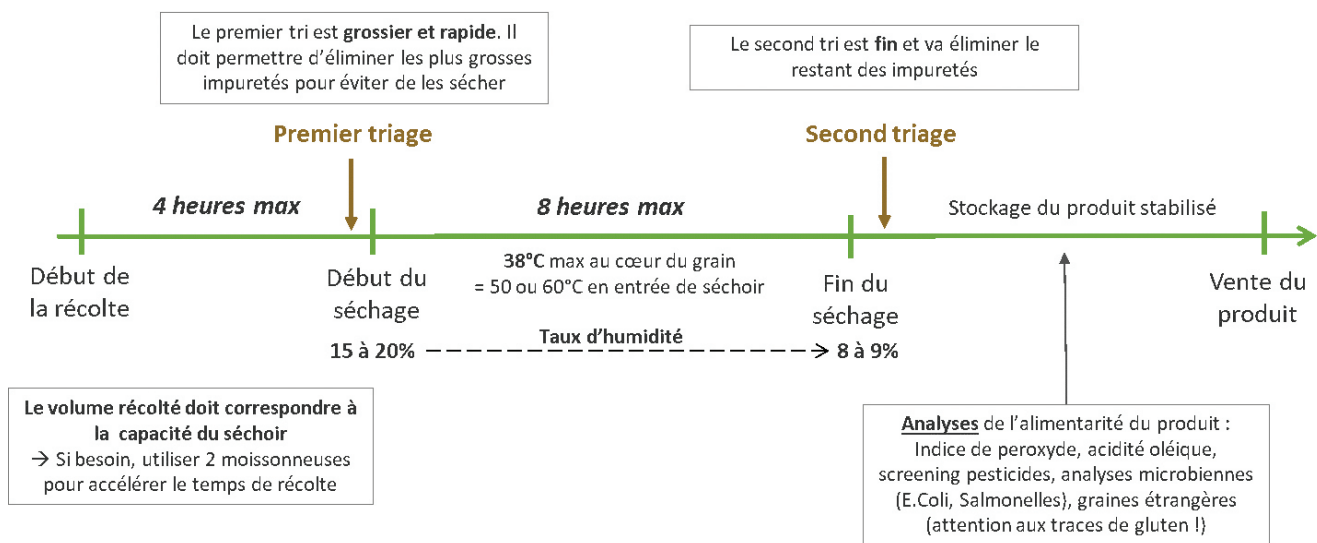 Le premier tri est grossier et rapide. Il
doit permettre d'éliminer les plus grosses
impuretés pour éviter de les sécher
Le second tri est fin et va éliminer le
restant des impuretés
Premier triage
Second triage
4 heures max
8 heures max
Stockage du produit stabilisé
Début de
la récolte
Début du
séchage
38°C max au cœur du grain
= 50 ou 60°C en entrée de séchoir
Fin du
séchage
Vente du
produit
Taux d'humidité
15 à 20%
8 à 9%
Le volume récolté doit correspondre à
la capacité du séchoir
→ Si besoin, utiliser 2 moissonneuses
pour accélérer le temps de récolte
Analyses de l'alimentarité du produit :
Indice de peroxyde, acidité oléique,
screening pesticides, analyses microbiennes
(E.Coli, Salmonelles), graines étrangères
(attention aux traces de gluten !)